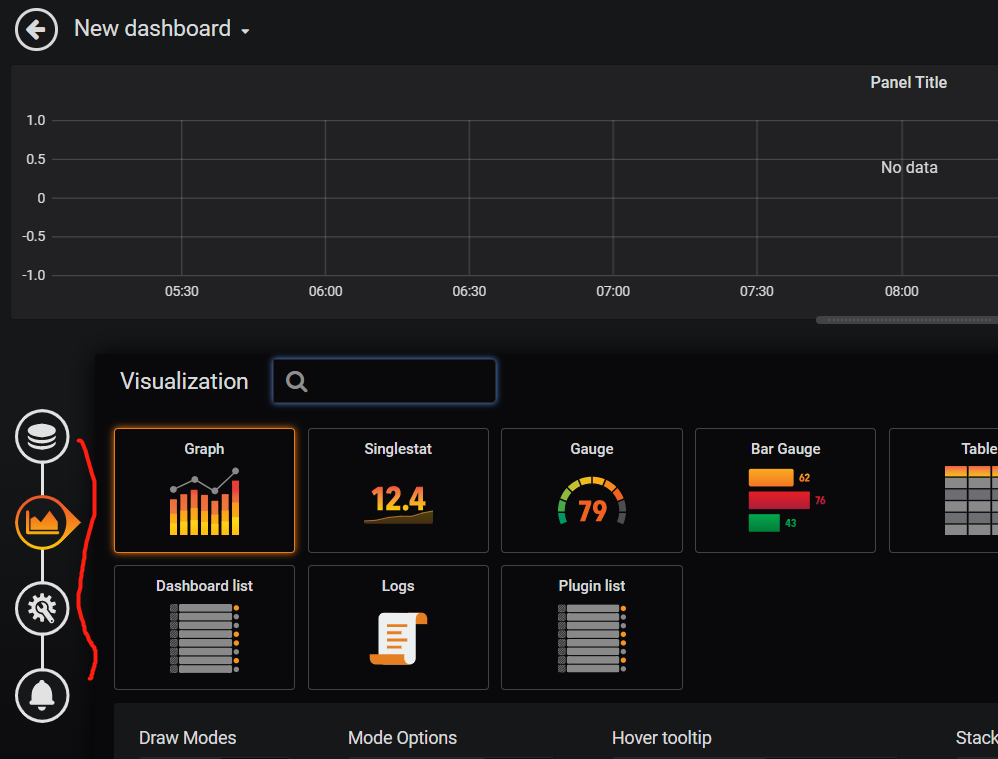 New dashboard
Panel Title
1.0
0.5
No data
0
-0.5
-1.0
05:30 06:00 06:30 07:00 07:30 08:00
Visualization
Graph Singlestat Gauge Bar Gauge Table
12.4 79 62 76 43
Dashboard list Logs Plugin list
Draw Modes Mode Options Hover tooltip Stack